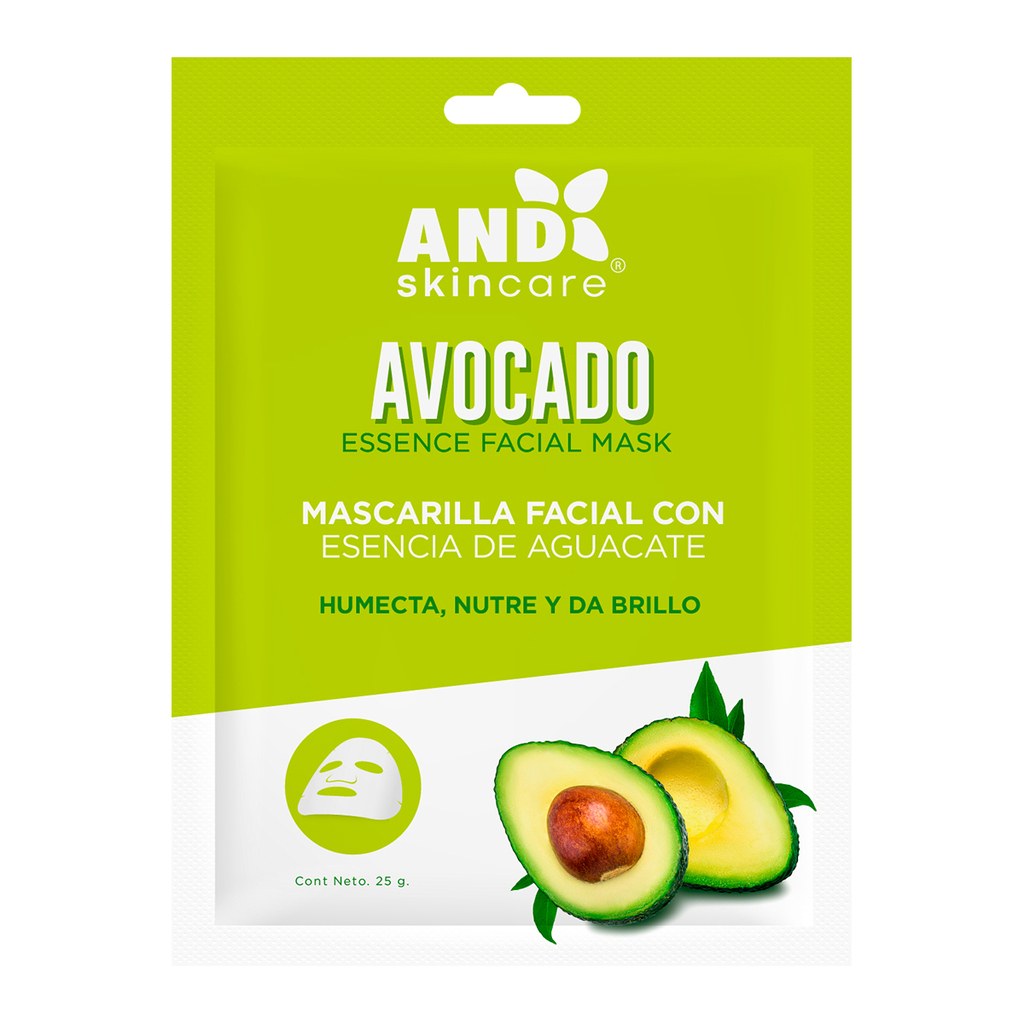 AND
skincare®
AVOCADO
ESSENCE FACIAL MASK
MASCARILLA FACIAL CON
ESENCIA DE AGUACATE
HUMECTA, NUTRE Y DA BRILLO
Cont Neto. 25 g.